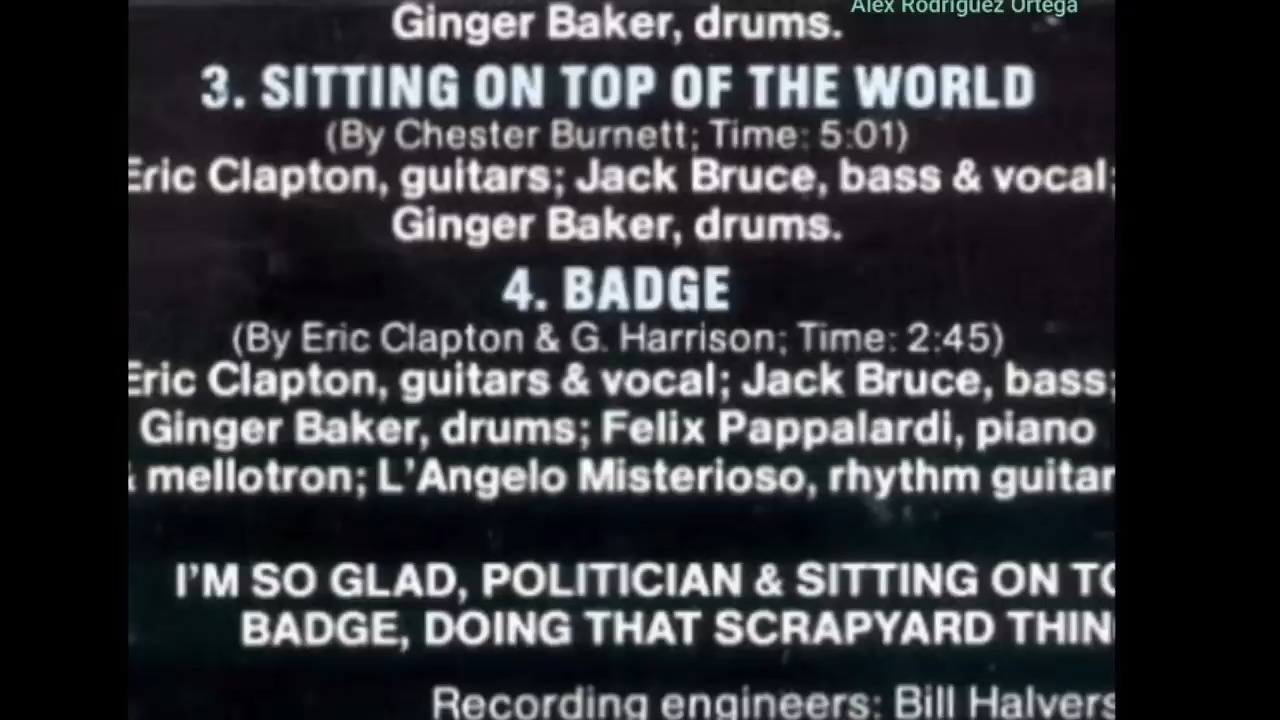 Alex Rodriguez Ortega
Ginger Baker, drums.
3. SITTING ON TOP OF THE WORLD
(By Chester Burnett; Time: 5:01)
Eric Clapton, guitars; Jack Bruce, bass & vocal;
Ginger Baker, drums.
4. BADGE
(By Eric Clapton & G. Harrison; Time: 2:45)
Eric Clapton, guitars & vocal; Jack Bruce, bass;
Ginger Baker, drums; Felix Pappalardi, piano
& mellotron; L'Angelo Misterioso, rhythm guitar
I'M SO GLAD, POLITICIAN & SITTING ON TO
BADGE, DOING THAT SCRAPYARD THIN
Recording engineers: Bill Halvers